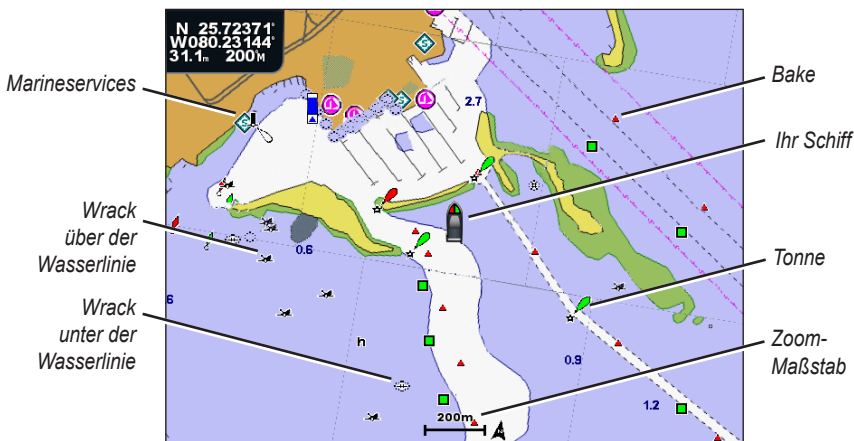 N 25.72371'
W080.23144'
31.1m 200M
Marineservices
Wrack
über der
Wasserlinie
Wrack
unter der
Wasserlinie
Bake
Ihr Schiff
Tonne
Zoom-
Maßstab
2.7
0.6
6
h
0.9
1.2
200m
N